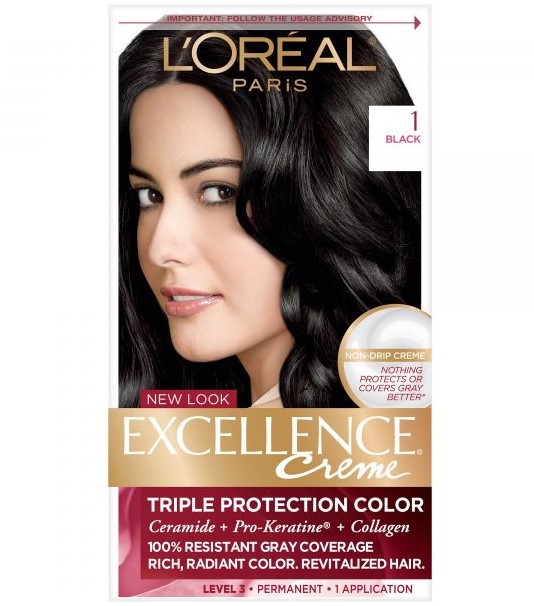 IMPORTANT: FOLLOW THE USAGE ADVISORY
L'ORÉAL®
PARIS
1
BLACK
NON-DRIP CREME
NOTHING
PROTECTS OR
COVERS GRAY
BETTER*
NEW LOOK
EXCELLENCE®
Creme
TRIPLE PROTECTION COLOR
Ceramide + Pro-Keratine® + Collagen
100% RESISTANT GRAY COVERAGE
RICH, RADIANT COLOR. REVITALIZED HAIR.
LEVEL 3 • PERMANENT • 1 APPLICATION